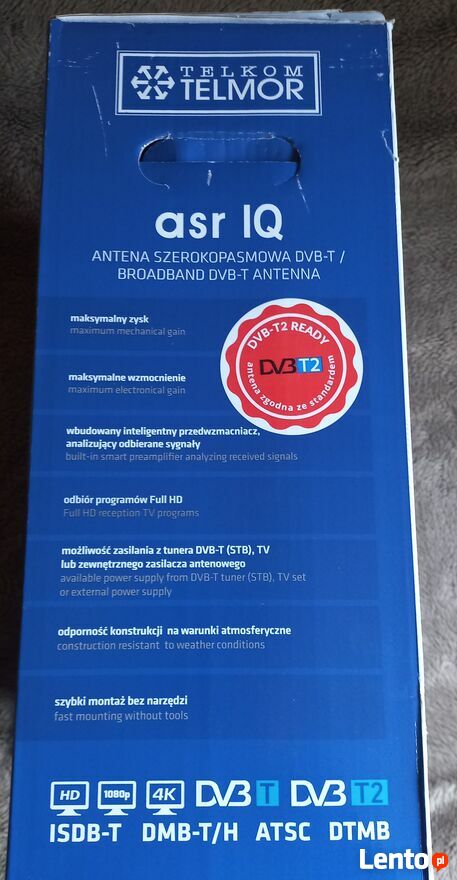 TELKOM
TELMOR
asr IQ
ANTENA SZEROKOPASMOWA DVB-T /
BROADBAND DVB-T ANTENNA
maksymalny zysk
maximum mechanical gain
DVB-T2 READY
DVB T2
antena zgodna ze standardem
maksymalne wzmocnienie
maximum electronical gain
wbudowany inteligentny przedwzmacniacz,
analizujący odbierane sygnały
built-in smart preamplifier analyzing received signals
odbiór programów Full HD
Full HD reception TV programs
możliwość zasilania z tunera DVB-T (STB), TV
lub zewnętrznego zasilacza antenowego
available power supply from DVB-T tuner (STB), TV set
or external power supply
odporność konstrukcji na warunki atmosferyczne
construction resistant to weather conditions
szybki montaż bez narzędzi
fast mounting without tools
HD 1080p 4K DVB T DVB T2
ISDB-T DMB-T/H ATSC DTMB
Lento.pl